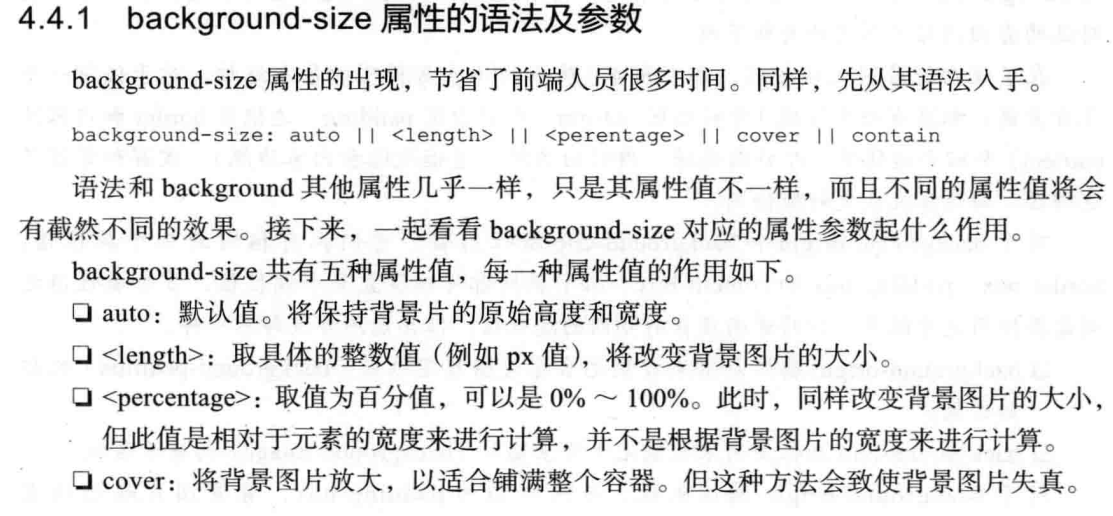 4.4.1 background-size 属性的语法及参数
background-size 属性的出现，节省了前端人员很多时间。同样，先从其语法入手。
background-size: auto || <length> || <perentage> || cover || contain
语法和 background 其他属性几乎一样，只是其属性值不一样，而且不同的属性值将会
有截然不同的效果。接下来，一起看看 background-size 对应的属性参数起什么作用。
background-size 共有五种属性值，每一种属性值的作用如下。
❑ auto：默认值。将保持背景片的原始高度和宽度。
❑ <length>：取具体的整数值（例如 px 值），将改变背景图片的大小。
❑ <percentage>：取值为百分值，可以是 0% ～ 100%。此时，同样改变背景图片的大小，
但此值是相对于元素的宽度来进行计算，并不是根据背景图片的宽度来进行计算。
❑ cover：将背景图片放大，以适合铺满整个容器。但这种方法会致使背景图片失真。